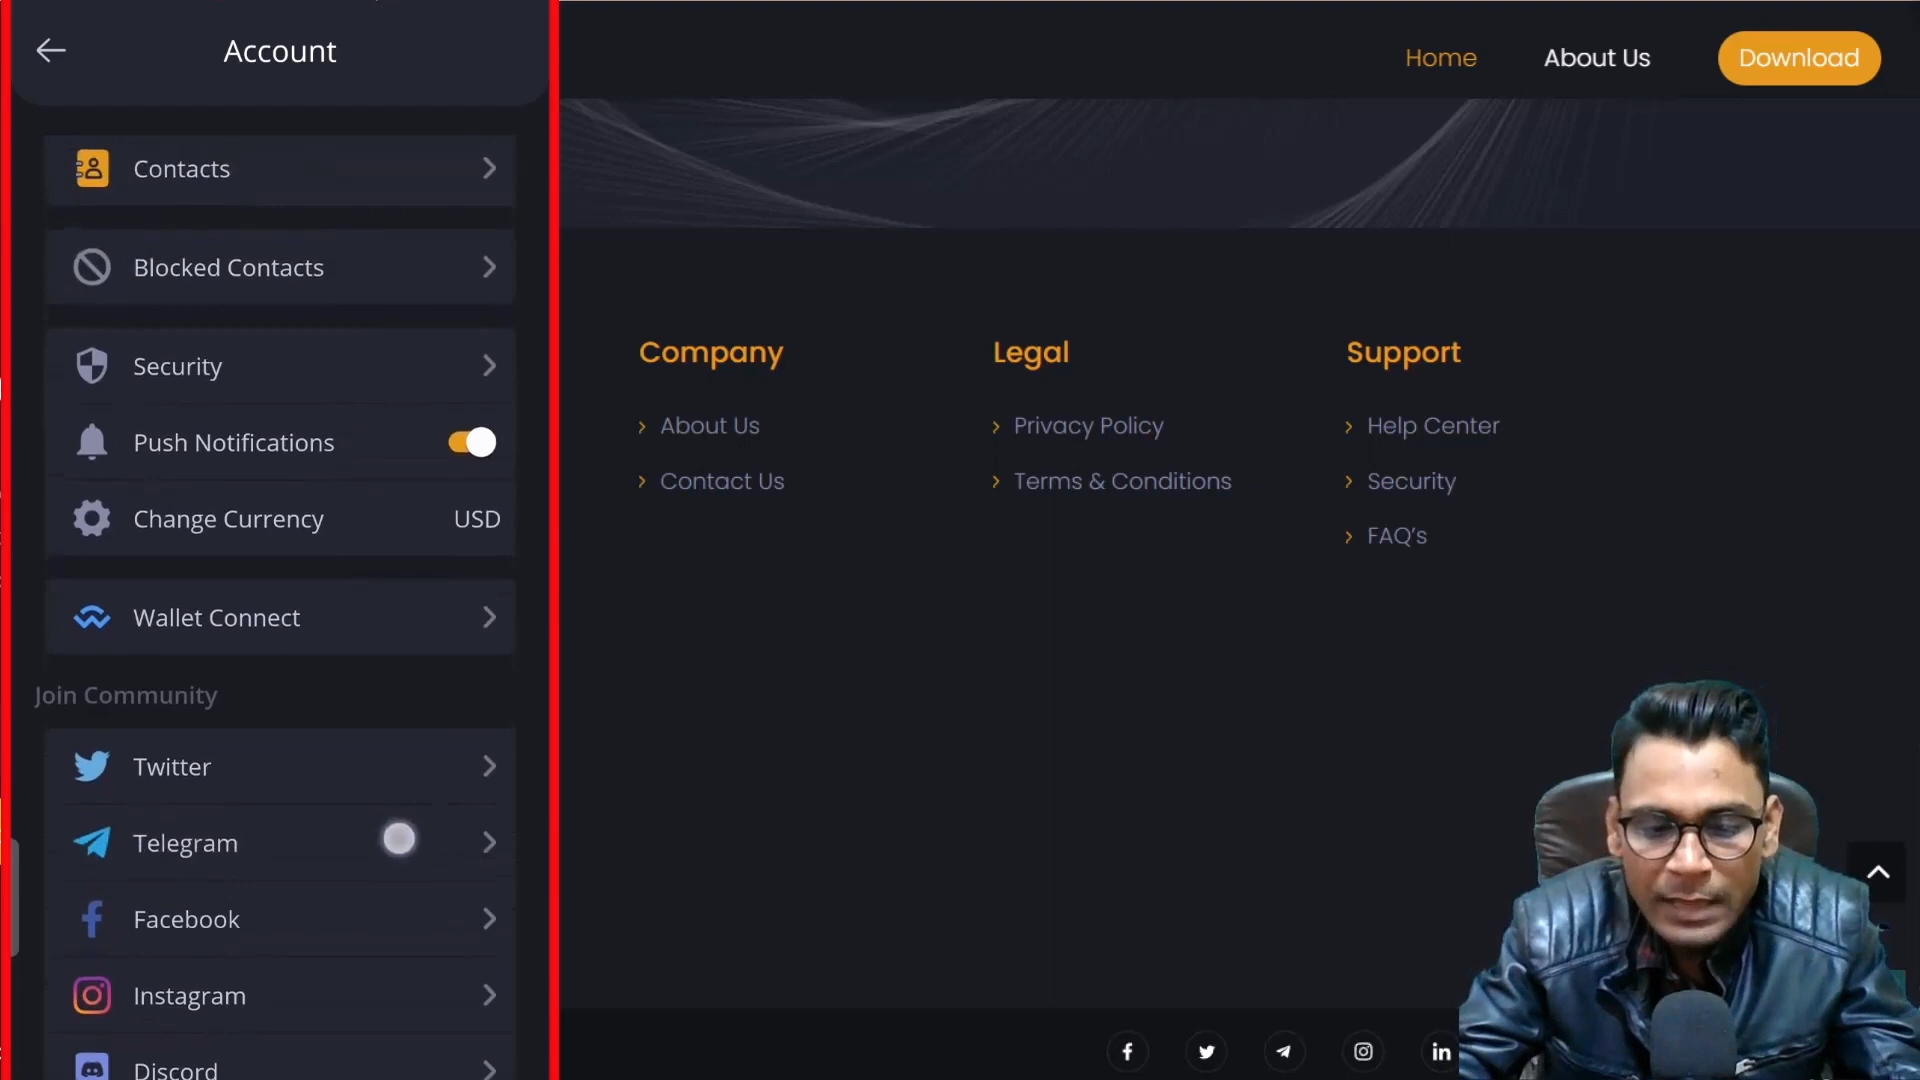 Account
Contacts
Blocked Contacts
Security
Push Notifications
Change Currency USD
Wallet Connect
Join Community
Twitter
Telegram
Facebook
Instagram
Discord
Home About Us Download
Company
About Us
Contact Us
Legal
Privacy Policy
Terms & Conditions
Support
Help Center
Security
FAQ's